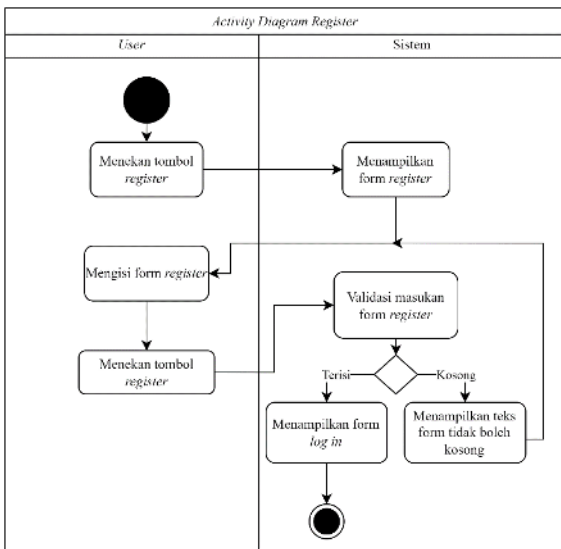 Activity Diagram Register
User
Sistem
Menekan tombol
register
Menampilkan
form register
Mengisi form register
Validasi masukan
form register
Menekan tombol
register
Terisi
Kosong
Menampilkan form
log in
Menampilkan teks
form tidak boleh
kosong